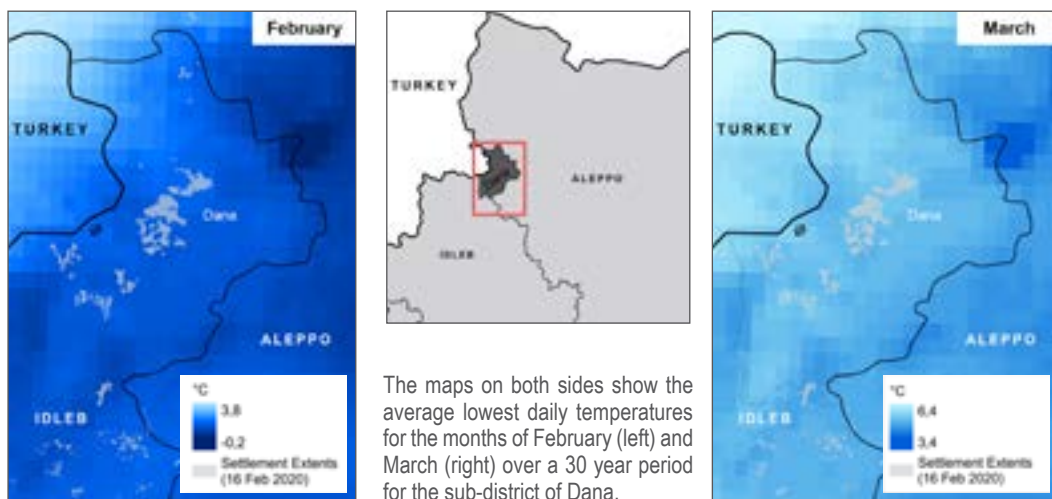 February
TURKEY
Dana
ALEPPO
IDLEB
°C
3,8
-0,2
Settlement Extents
(16 Feb 2020)
TURKEY
ALEPPO
IDLEB
The maps on both sides show the
average lowest daily temperatures
for the months of February (left) and
March (right) over a 30 year period
for the sub-district of Dana.
March
TURKEY
Dana
ALEPPO
IDLEB
°C
6,4
3,4
Settlement Extents
(16 Feb 2020)